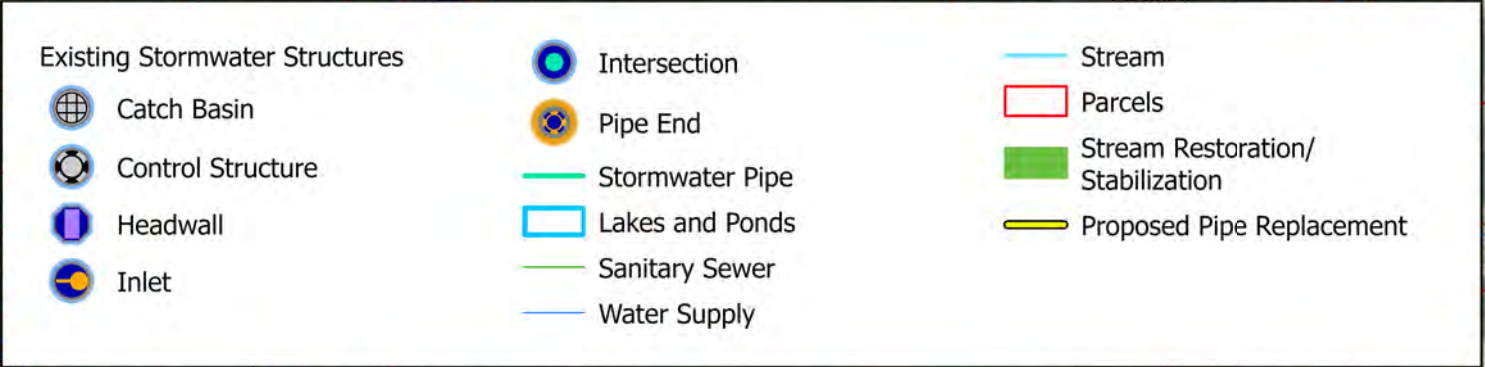 Existing Stormwater Structures
Catch Basin
Control Structure
Headwall
Inlet
Intersection
Pipe End
Stormwater Pipe
Lakes and Ponds
Sanitary Sewer
Water Supply
Stream
Parcels
Stream Restoration/
Stabilization
Proposed Pipe Replacement